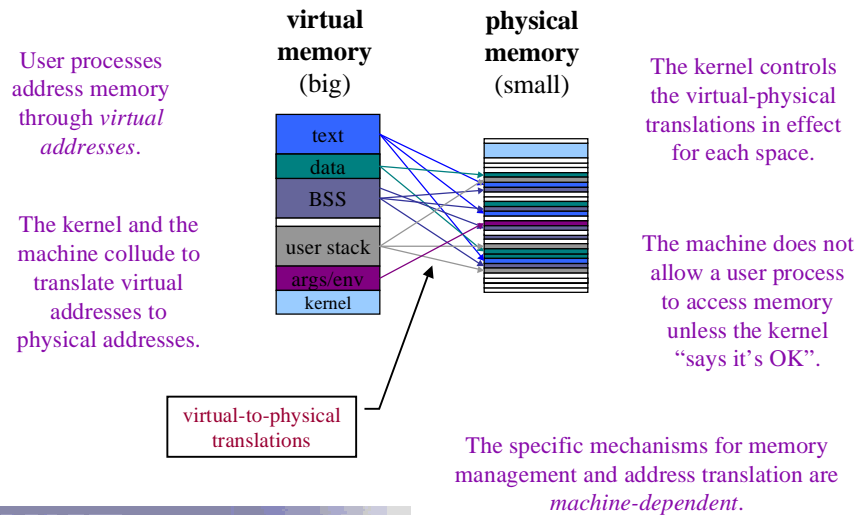 virtual
memory
(big)
physical
memory
(small)
User processes
address memory
through virtual
addresses.
The kernel and the
machine collude to
translate virtual
addresses to
physical addresses.
text
data
BSS
user stack
args/env
kernel
virtual-to-physical
translations
The kernel controls
the virtual-physical
translations in effect
for each space.
The machine does not
allow a user process
to access memory
unless the kernel
“says it’s OK”.
The specific mechanisms for memory
management and address translation are
machine-dependent.